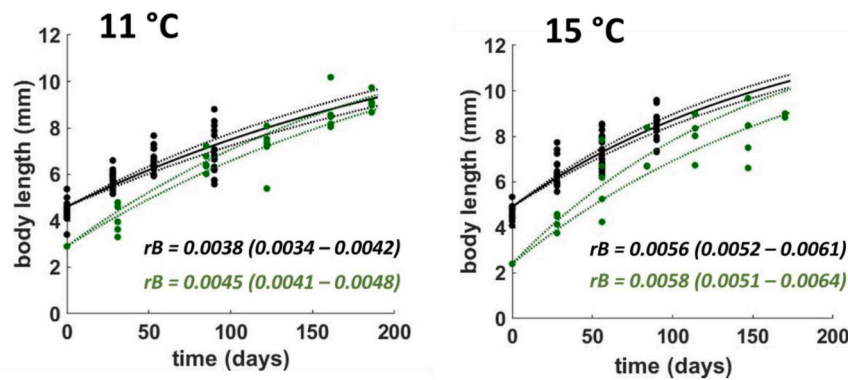 11 °C
12
10
8
6
4
2
0
body length (mm)
rB = 0.0038 (0.0034 – 0.0042)
rB = 0.0045 (0.0041 – 0.0048)
0 50 100 150 200
time (days)
15 °C
12
10
8
6
4
2
0
body length (mm)
rB = 0.0056 (0.0052 – 0.0061)
rB = 0.0058 (0.0051 – 0.0064)
0 50 100 150 200
time (days)